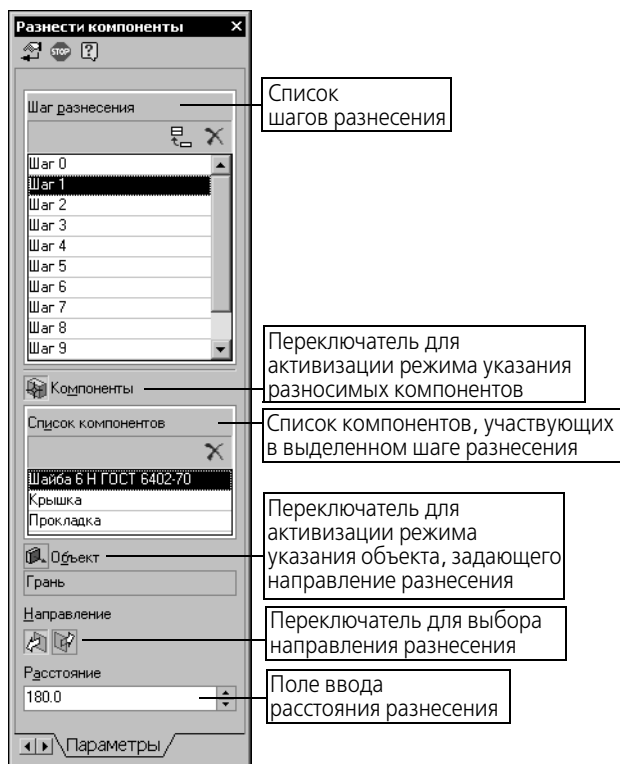 Разнести компоненты
STOP
Шаг разнесения
Список
шагов разнесения
Шаг 0
Шаг 1
Шаг 2
Шаг 3
Шаг 4
Шаг 5
Шаг 6
Шаг 7
Шаг 8
Шаг 9
Переключатель для
активизации режима указания
разносимых компонентов
Компоненты
Список компонентов
Список компонентов, участвующих
в выделенном шаге разнесения
Шайба 6 Н ГОСТ 6402-70
Крышка
Прокладка
Переключатель для
активизации режима
указания объекта, задающего
направление разнесения
Объект
Грань
Направление
Переключатель для выбора
направления разнесения
Расстояние
180.0
Поле ввода
расстояния разнесения
Параметры